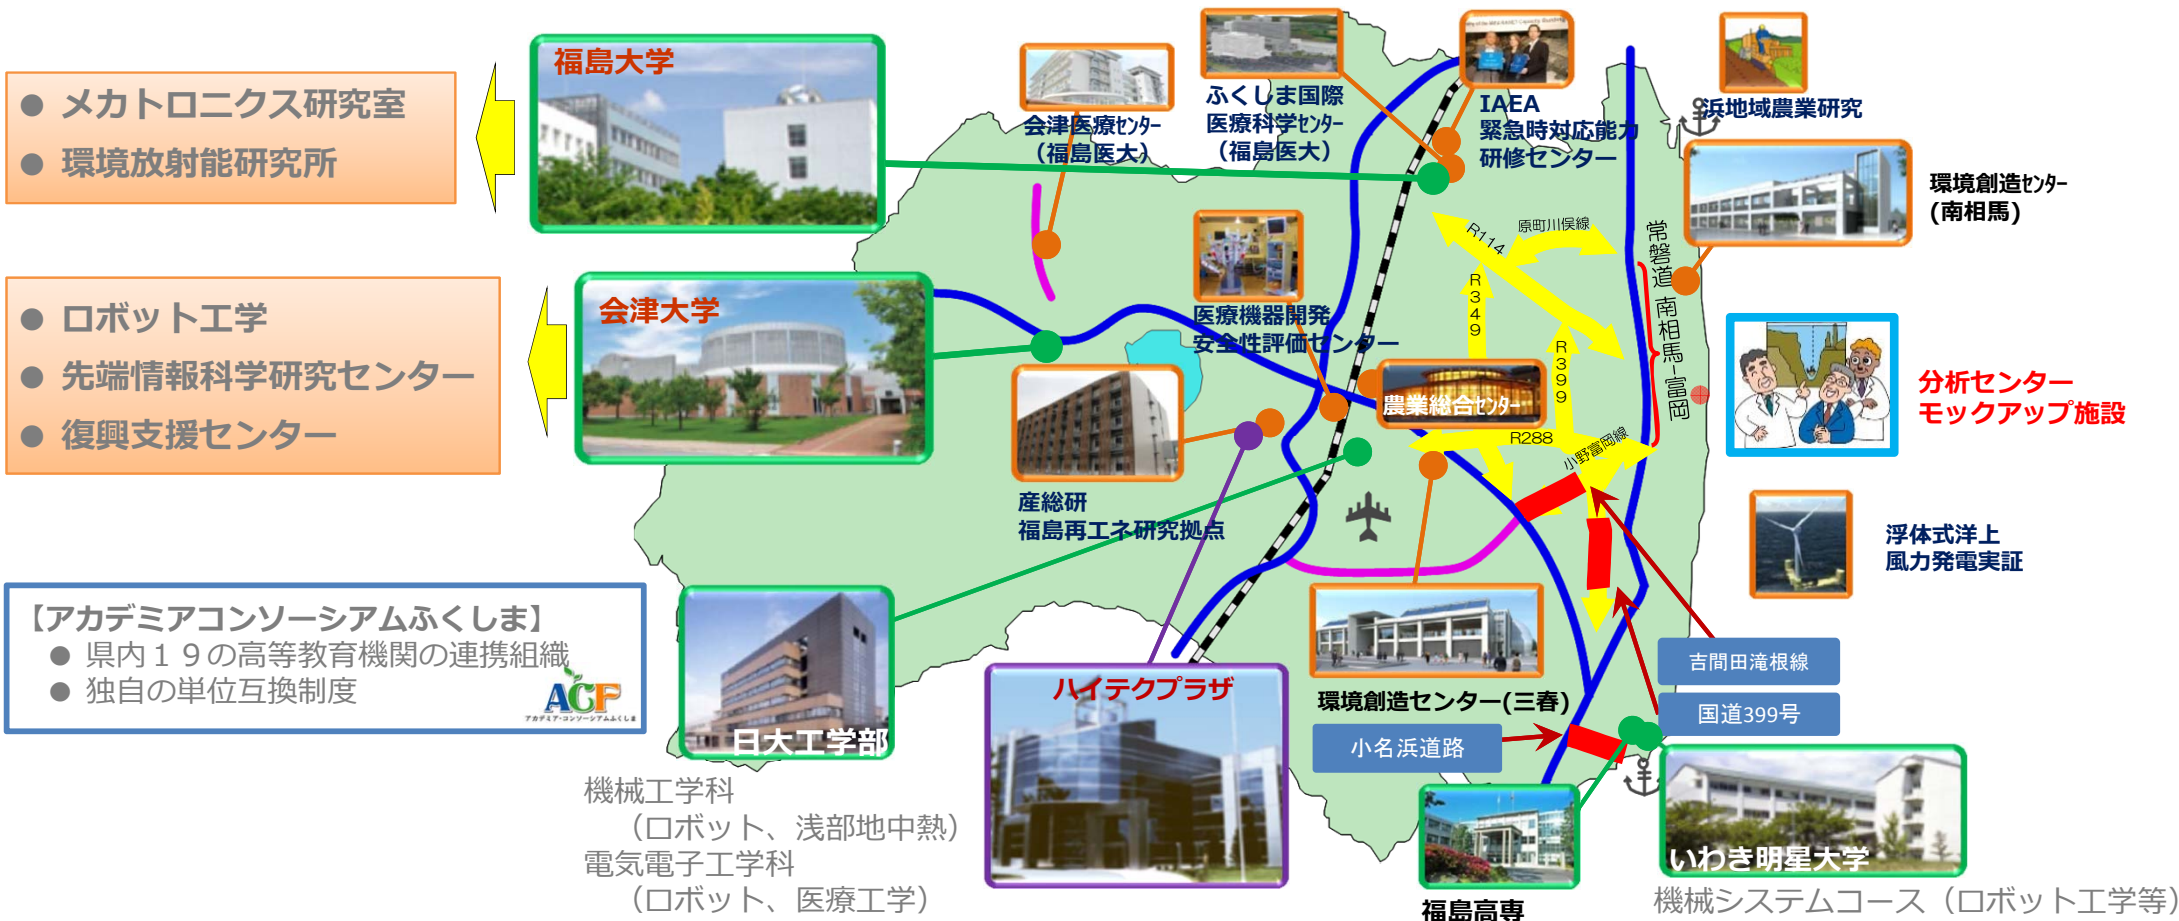 福島大学
● メカトロニクス研究室
● 環境放射能研究所
会津大学
● ロボット工学
● 先端情報科学研究センター
● 復興支援センター
【アカデミアコンソーシアムふくしま】
● 県内１９の高等教育機関の連携組織
● 独自の単位互換制度
ACF
アカデミア・コンソーシアムふくしま
会津医療ｾﾝﾀｰ
（福島医大）
ふくしま国際
医療科学ｾﾝﾀｰ
（福島医大）
IAEA
緊急時対応能力
研修センター
浜地域農業研究
環境創造ｾﾝﾀｰ
(南相馬)
医療機器開発
安全性評価センター
R114
原町川俣線
R349
R399
R288
小野富岡線
常磐道 南相馬-富岡
農業総合ｾﾝﾀｰ
産総研
福島再エネ研究拠点
分析センター
モックアップ施設
浮体式洋上
風力発電実証
日大工学部
機械工学科
（ロボット、浅部地中熱）
電気電子工学科
（ロボット、医療工学）
ハイテクプラザ
環境創造センター(三春)
吉間田滝根線
国道399号
小名浜道路
福島高専
いわき明星大学
機械システムコース（ロボット工学等）